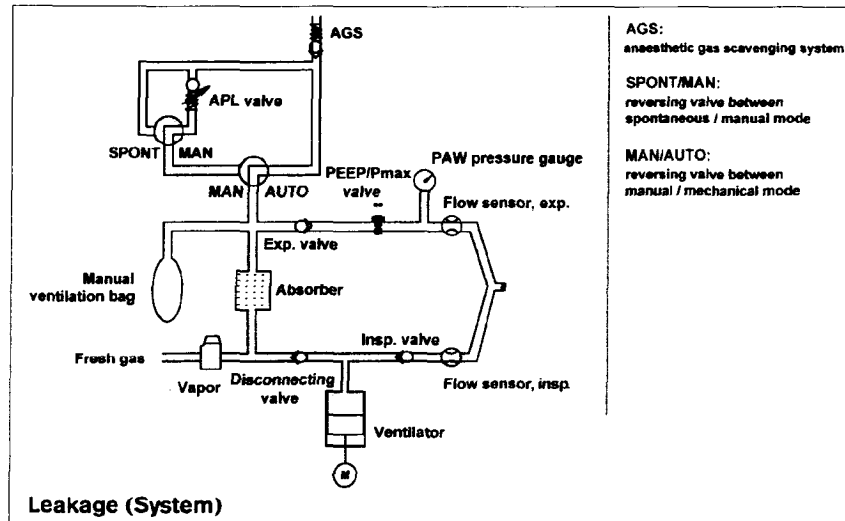 AGS
APL valve
SPONT
MAN
MAN
AUTO
PEEP/Pmax
valve
PAW pressure gauge
Flow sensor, exp.
Exp. valve
Manual
ventilation bag
Absorber
Insp. valve
Fresh gas
Vapor
Disconnecting
valve
Flow sensor, insp.
Ventilator
M
Leakage (System)
AGS:
anaesthetic gas scavenging system
SPONT/MAN:
reversing valve between
spontaneous / manual mode
MAN/AUTO:
reversing valve between
manual / mechanical mode